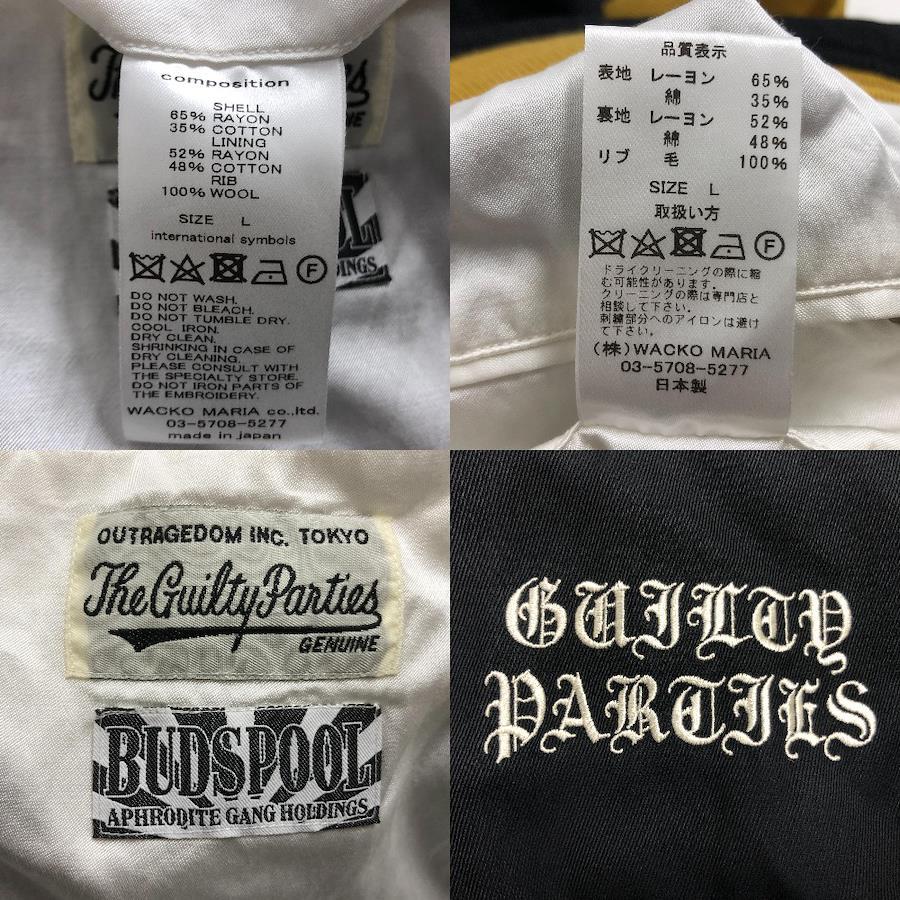 composition
SHELL
65% RAYON
35% COTTON
LINING
52% RAYON
48% COTTON
RIB
100% WOOL
SIZE L
international symbols
F
DO NOT WASH.
DO NOT BLEACH.
DO NOT TUMBLE DRY.
COOL IRON.
DRY CLEAN.
SHRINKING IN CASE OF
DRY CLEANING.
PLEASE CONSULT WITH
THE SPECIALTY STORE.
DO NOT IRON PARTS OF
THE EMBROIDERY.
WACKO MARIA co.,ltd.
03-5708-5277
made in japan
品質表示
表地 レーヨン 65%
綿 35%
裏地 レーヨン 52%
綿 48%
リブ 毛 100%
SIZE L
取扱い方
F
ドライクリーニングの際に縮
む可能性があります。
クリーニングの際は専門店と
相談して下さい。
刺繍部分へのアイロンは避け
て下さい。
(株)WACKO MARIA
03-5708-5277
日本製
OUTRAGEDOM INC. TOKYO
The Guilty Parties
GENUINE
BUDSPOOL
APHRODITE GANG HOLDINGS
GUILTY
PARTIES